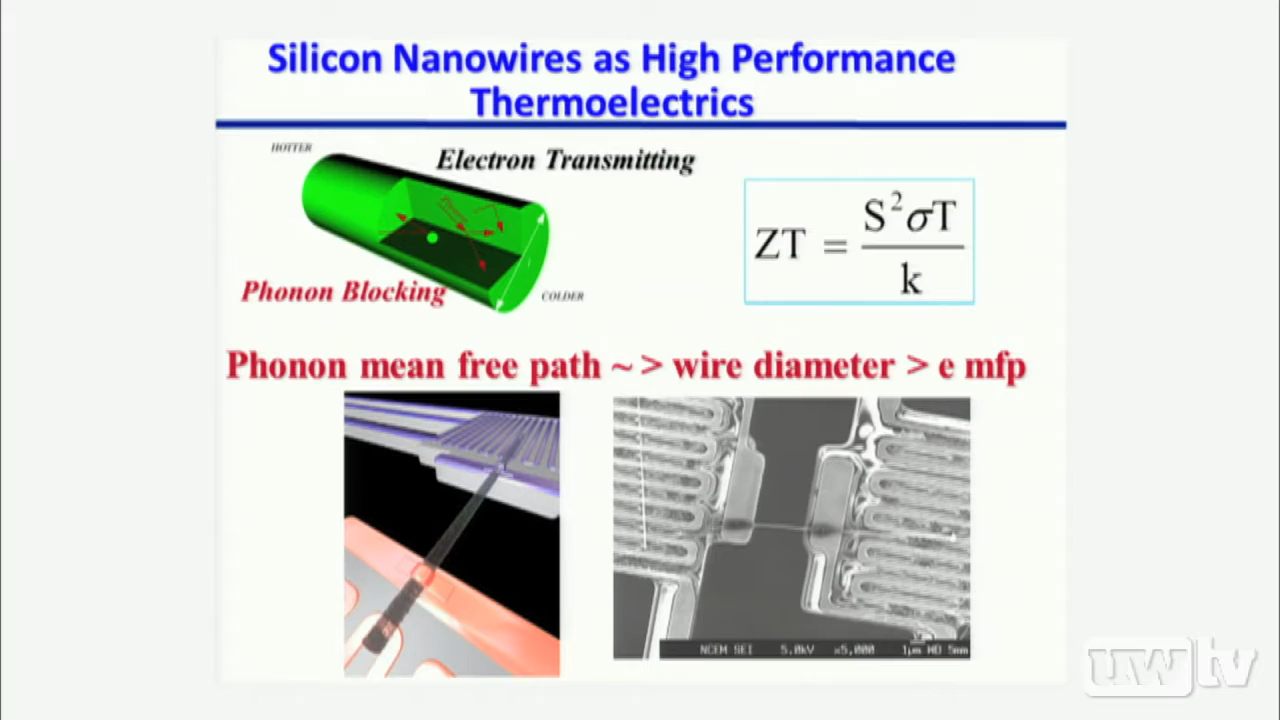 Silicon Nanowires as High Performance
Thermoelectrics
HOTTER
Electron Transmitting
Phonon Blocking
COLDER
ZT = S²σT / k
Phonon mean free path ~ > wire diameter > e mfp
NCEM SEI 5.0kV x5,000 1µm WD 5mm
uwtv